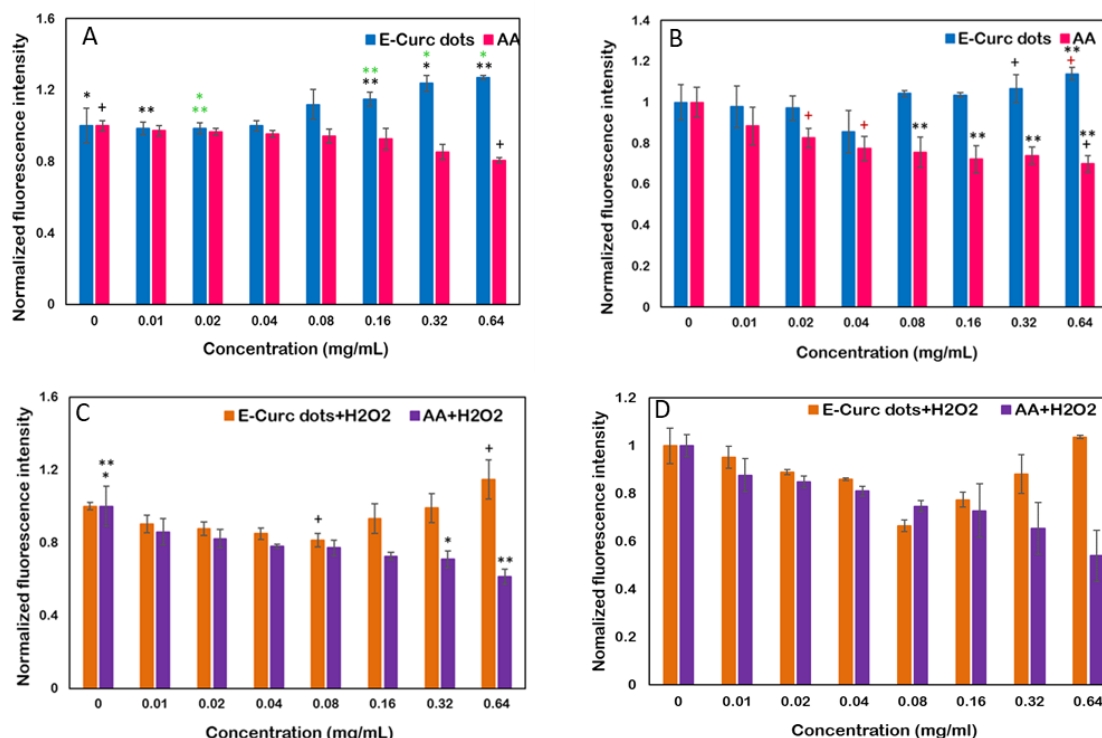 A
E-Curc dots AA
Normalized fluorescence intensity
1.6
1.2
0.8
0.4
0
* + ** * ** ** ** * * * ** +
0 0.01 0.02 0.04 0.08 0.16 0.32 0.64
Concentration (mg/mL)
B
E-Curc dots AA
Normalized fluorescence intensity
1.4
1.2
1
0.8
0.6
0.4
0.2
0
+ + ** ** + ** ** + ** +
0 0.01 0.02 0.04 0.08 0.16 0.32 0.64
Concentration (mg/mL)
C
E-Curc dots+H2O2 AA+H2O2
Normalized fluorescence intensity
1.6
1.2
0.8
0.4
0
** * + * + **
0 0.01 0.02 0.04 0.08 0.16 0.32 0.64
Concentration (mg/mL)
D
E-Curc dots+H2O2 AA+H2O2
Nomalized fluorescence intensity
1.2
1
0.8
0.6
0.4
0.2
0
0 0.01 0.02 0.04 0.08 0.16 0.32 0.64
Concentration (mg/ml)